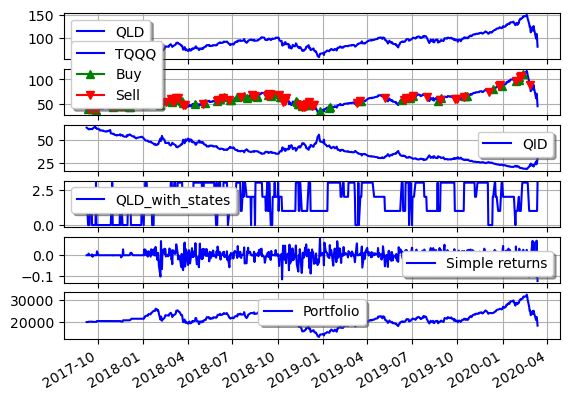 150
100
QLD
TQQQ
Buy
Sell
100
50
50
25
QID
2.5
0.0
QLD_with_states
0.0
−0.1
Simple returns
30000
20000
Portfolio
2017-10
2018-01
2018-04
2018-07
2018-10
2019-01
2019-04
2019-07
2019-10
2020-01
2020-04